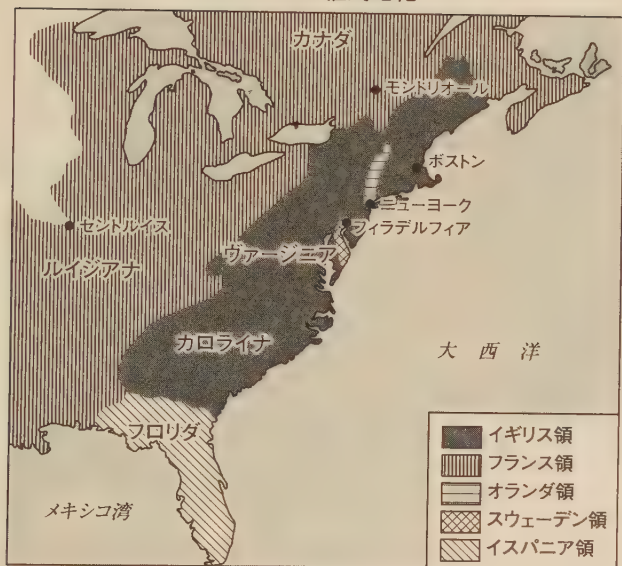 カナダ
モントリオール
ボストン
ニューヨーク
フィラデルフィア
セントルイス
ルイジアナ
ヴァージニア
カロライナ
大西洋
フロリダ
メキシコ湾
イギリス領
フランス領
オランダ領
スウェーデン領
イスパニア領